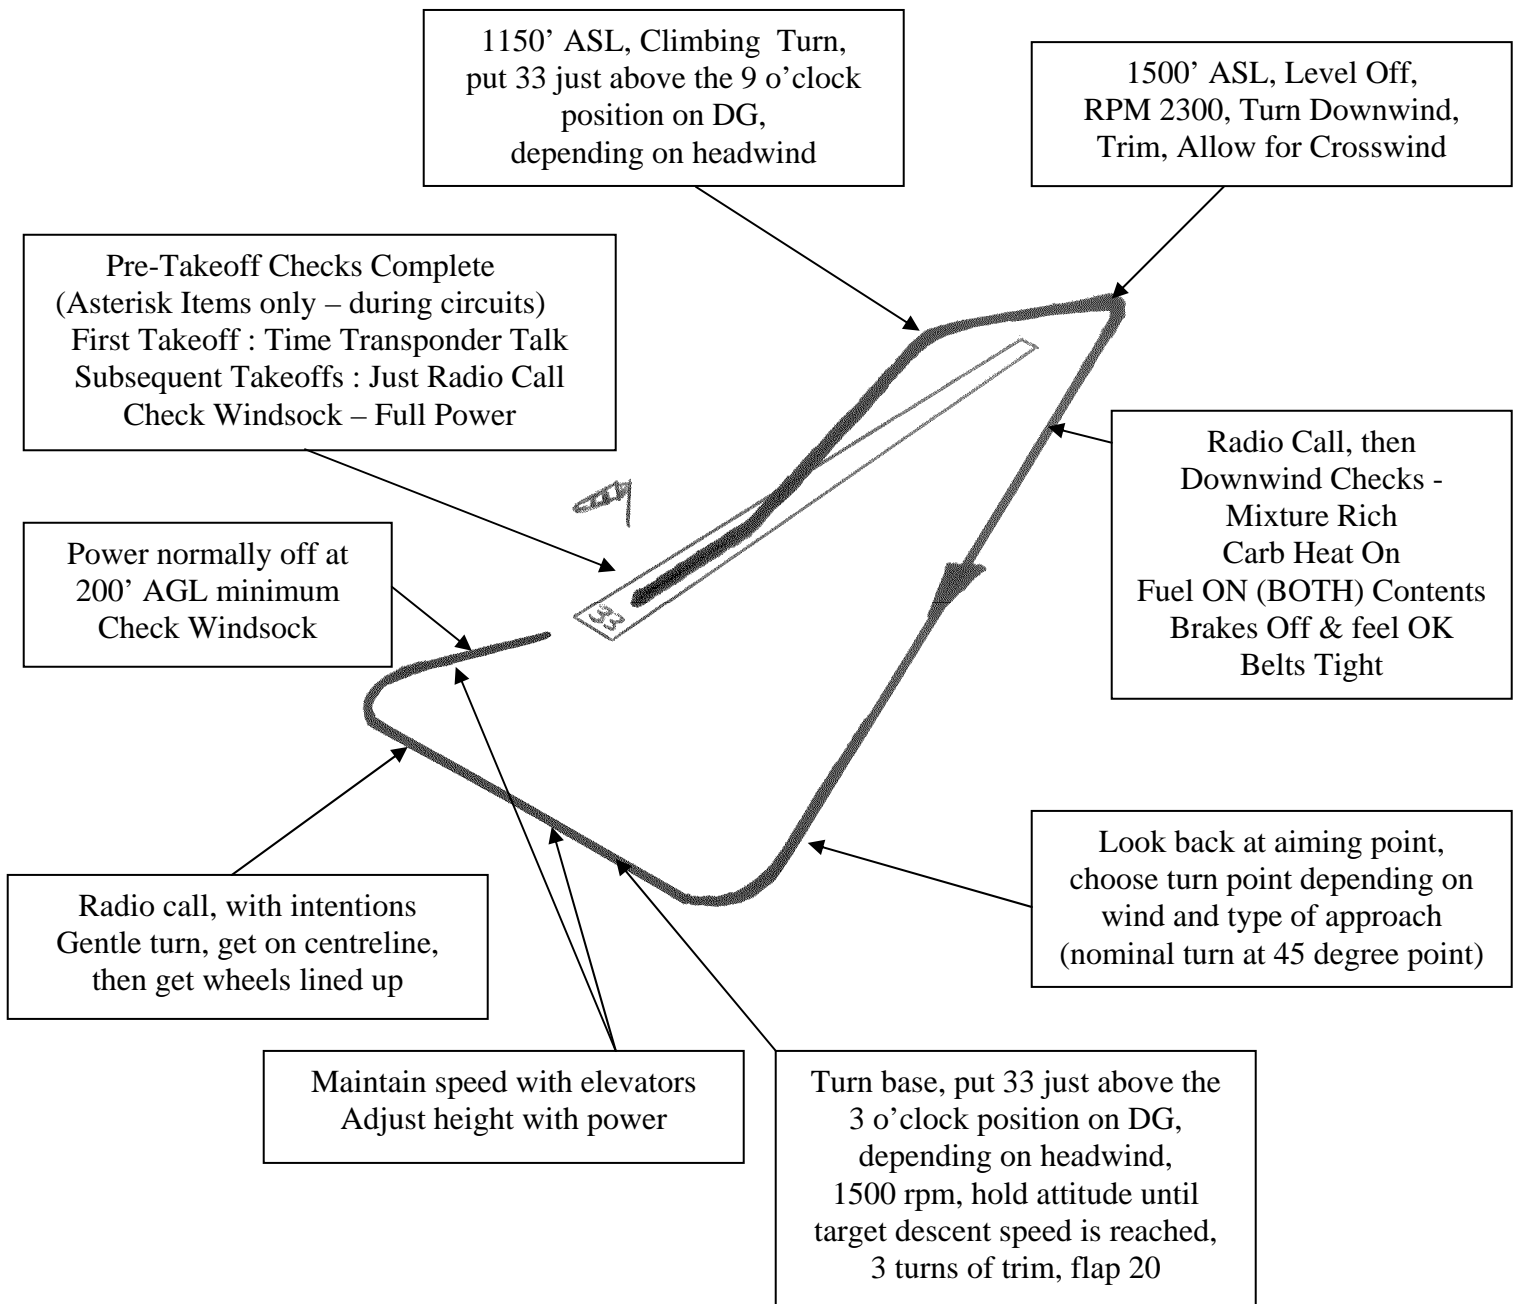 1150’ ASL, Climbing Turn,
put 33 just above the 9 o’clock
position on DG,
depending on headwind
1500’ ASL, Level Off,
RPM 2300, Turn Downwind,
Trim, Allow for Crosswind
Pre-Takeoff Checks Complete
(Asterisk Items only – during circuits)
First Takeoff : Time Transponder Talk
Subsequent Takeoffs : Just Radio Call
Check Windsock – Full Power
Radio Call, then
Downwind Checks -
Mixture Rich
Carb Heat On
Fuel ON (BOTH) Contents
Brakes Off & feel OK
Belts Tight
Power normally off at
200’ AGL minimum
Check Windsock
33
Look back at aiming point,
choose turn point depending on
wind and type of approach
(nominal turn at 45 degree point)
Radio call, with intentions
Gentle turn, get on centreline,
then get wheels lined up
Maintain speed with elevators
Adjust height with power
Turn base, put 33 just above the
3 o’clock position on DG,
depending on headwind,
1500 rpm, hold attitude until
target descent speed is reached,
3 turns of trim, flap 20